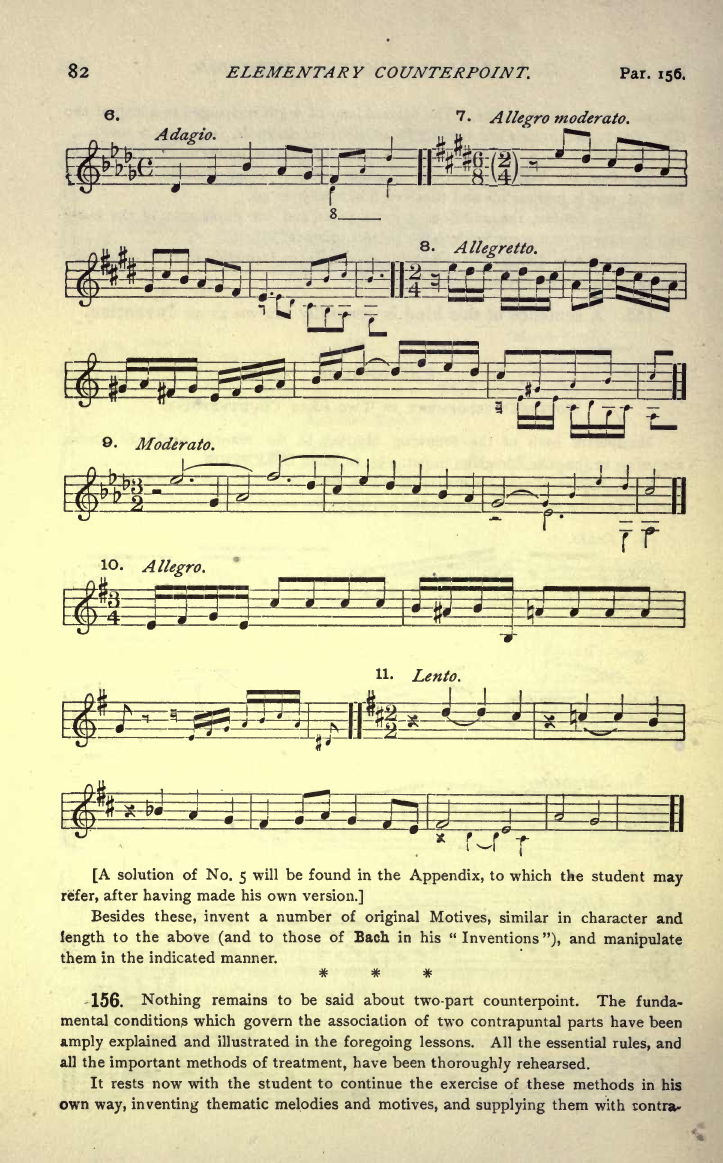 82 ELEMENTARY COUNTERPOINT. Par. 156.
6. Adagio.
7. Allegro moderato.
6/8 (2/4)
8
8. Allegretto.
2/4
9. Moderato.
3/2
10. Allegro.
3/4
11. Lento.
2/2
[A solution of No. 5 will be found in the Appendix, to which the student may
refer, after having made his own version.]
Besides these, invent a number of original Motives, similar in character and
length to the above (and to those of Bach in his “ Inventions ”), and manipulate
them in the indicated manner.
* * *
156. Nothing remains to be said about two-part counterpoint. The funda-
mental conditions which govern the association of two contrapuntal parts have been
amply explained and illustrated in the foregoing lessons. All the essential rules, and
all the important methods of treatment, have been thoroughly rehearsed.
It rests now with the student to continue the exercise of these methods in his
own way, inventing thematic melodies and motives, and supplying them with contra-